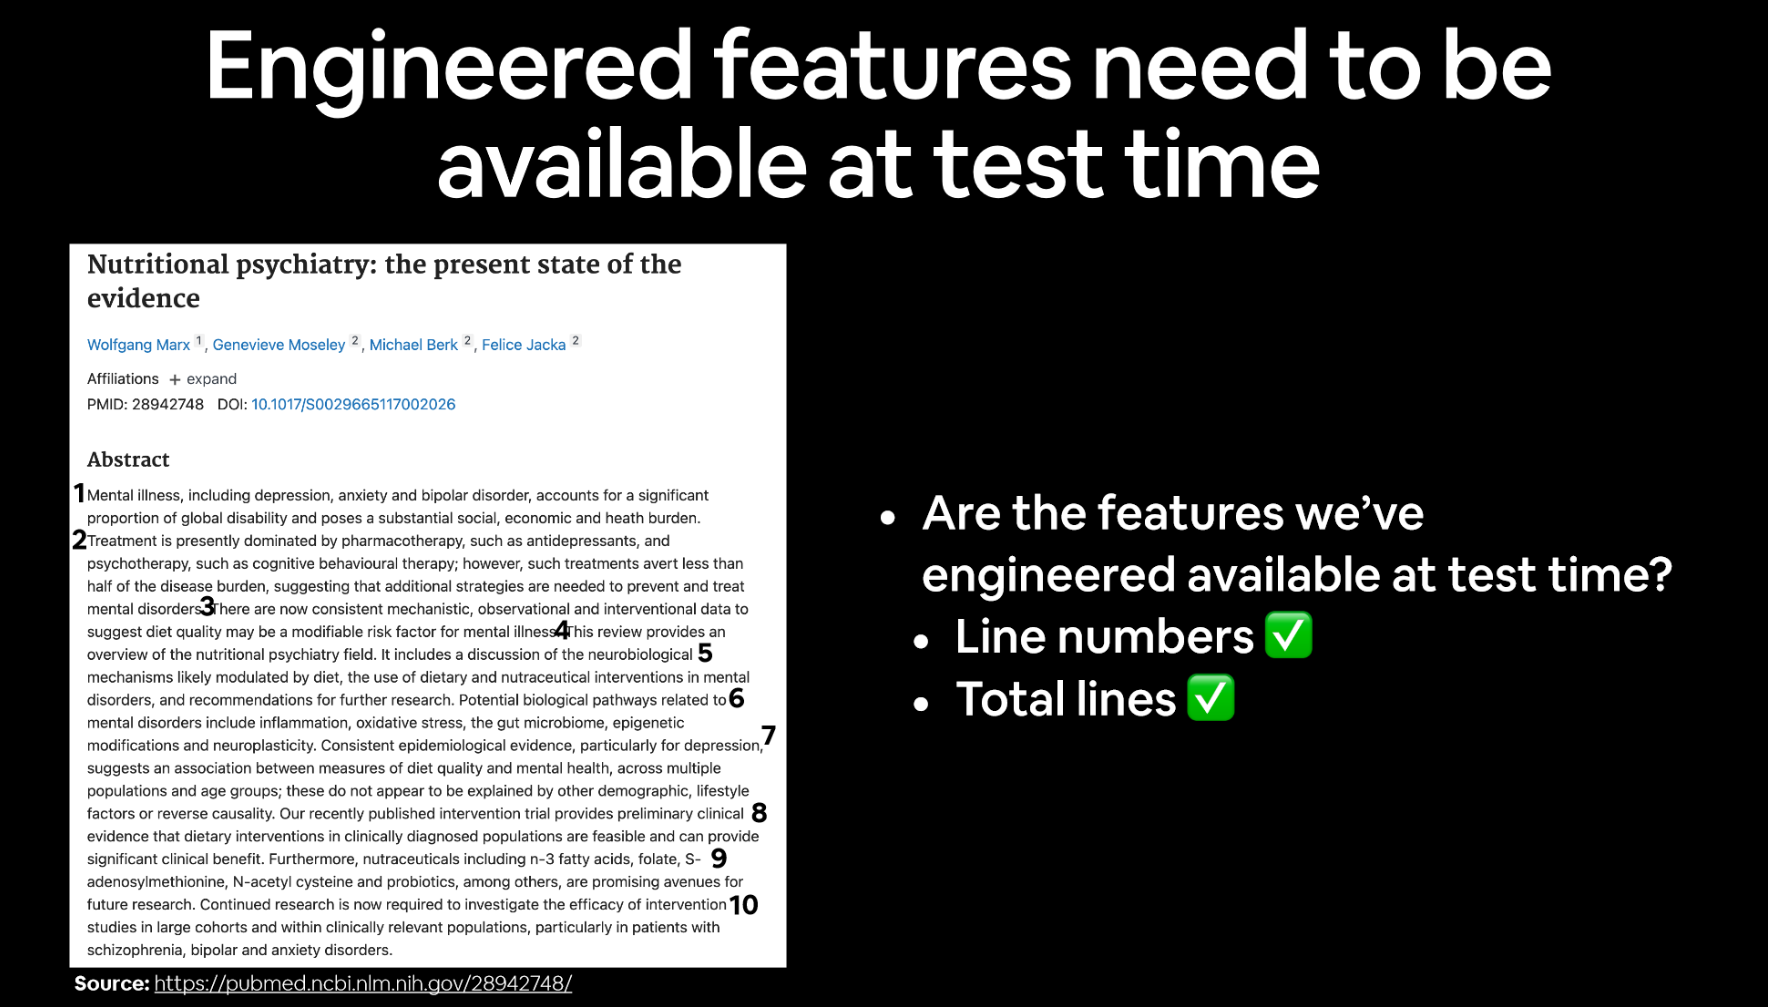 Engineered features need to be
available at test time
Nutritional psychiatry: the present state of the
evidence
Wolfgang Marx 1, Genevieve Moseley 2, Michael Berk 2, Felice Jacka 2
Affiliations + expand
PMID: 28942748 DOI: 10.1017/S0029665117002026
Abstract
1 Mental illness, including depression, anxiety and bipolar disorder, accounts for a significant
proportion of global disability and poses a substantial social, economic and heath burden.
2 Treatment is presently dominated by pharmacotherapy, such as antidepressants, and
psychotherapy, such as cognitive behavioural therapy; however, such treatments avert less than
half of the disease burden, suggesting that additional strategies are needed to prevent and treat
mental disorders 3 There are now consistent mechanistic, observational and interventional data to
suggest diet quality may be a modifiable risk factor for mental illness 4 This review provides an
overview of the nutritional psychiatry field. It includes a discussion of the neurobiological 5
mechanisms likely modulated by diet, the use of dietary and nutraceutical interventions in mental
disorders, and recommendations for further research. Potential biological pathways related to 6
mental disorders include inflammation, oxidative stress, the gut microbiome, epigenetic
modifications and neuroplasticity. Consistent epidemiological evidence, particularly for depression, 7
suggests an association between measures of diet quality and mental health, across multiple
populations and age groups; these do not appear to be explained by other demographic, lifestyle
factors or reverse causality. Our recently published intervention trial provides preliminary clinical 8
evidence that dietary interventions in clinically diagnosed populations are feasible and can provide
significant clinical benefit. Furthermore, nutraceuticals including n-3 fatty acids, folate, S- 9
adenosylmethionine, N-acetyl cysteine and probiotics, among others, are promising avenues for
future research. Continued research is now required to investigate the efficacy of intervention 10
studies in large cohorts and within clinically relevant populations, particularly in patients with
schizophrenia, bipolar and anxiety disorders.
Source: https://pubmed.ncbi.nlm.nih.gov/28942748/
• Are the features we’ve
engineered available at test time?
• Line numbers ✅
• Total lines ✅